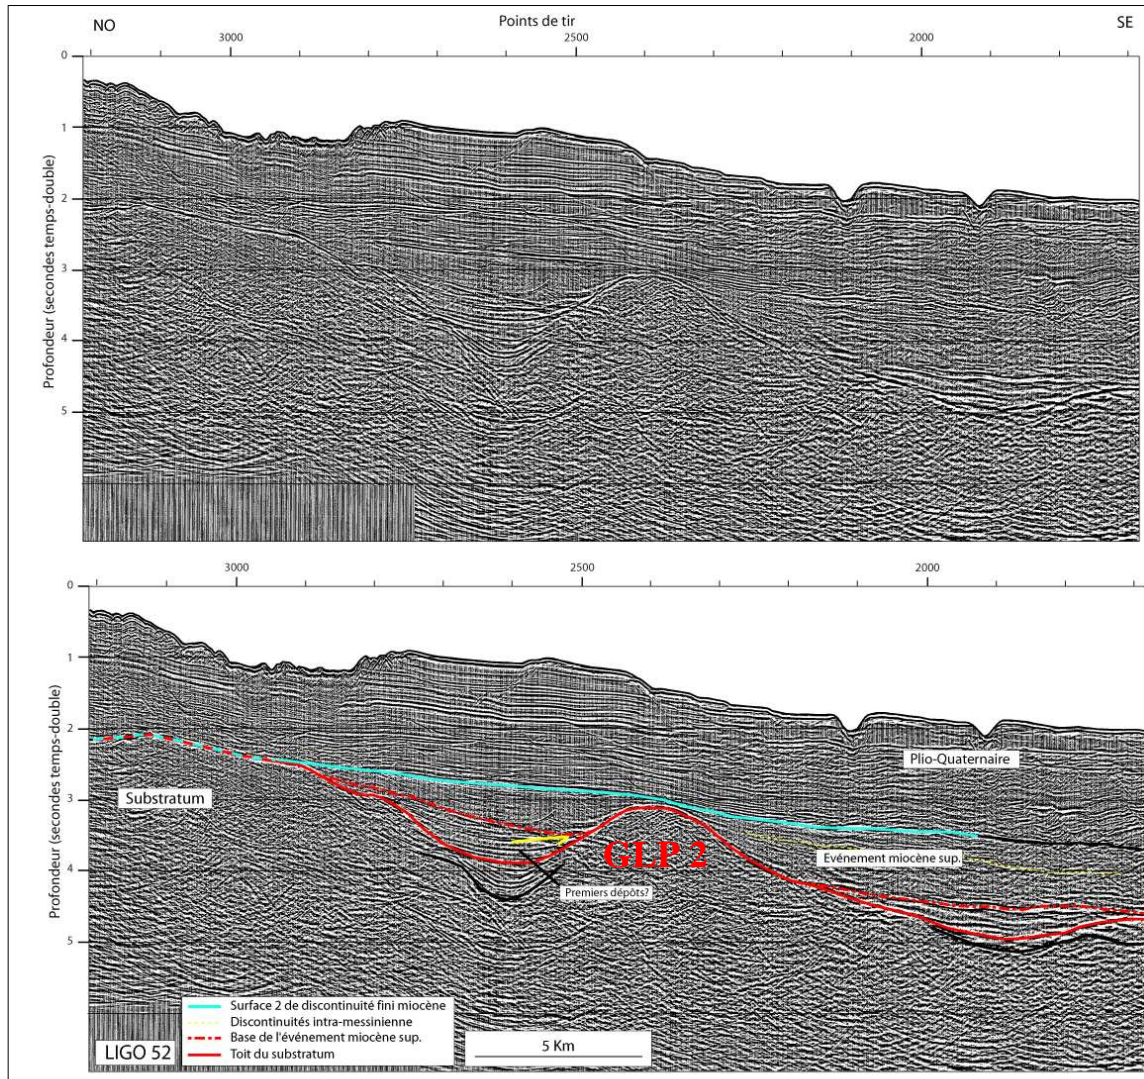 NO
Points de tir
SE
3000
2500
2000
0
1
2
3
4
5
Profondeur (secondes temps-double)
3000
2500
2000
0
1
2
3
4
5
Profondeur (secondes temps-double)
Plio-Quaternaire
Substratum
GLP 2
Evénement miocène sup.
Premiers dépôts?
Surface 2 de discontinuité fini miocène
Discontinuités intra-messinienne
Base de l'événement miocène sup.
Toit du substratum
LIGO 52
5 Km